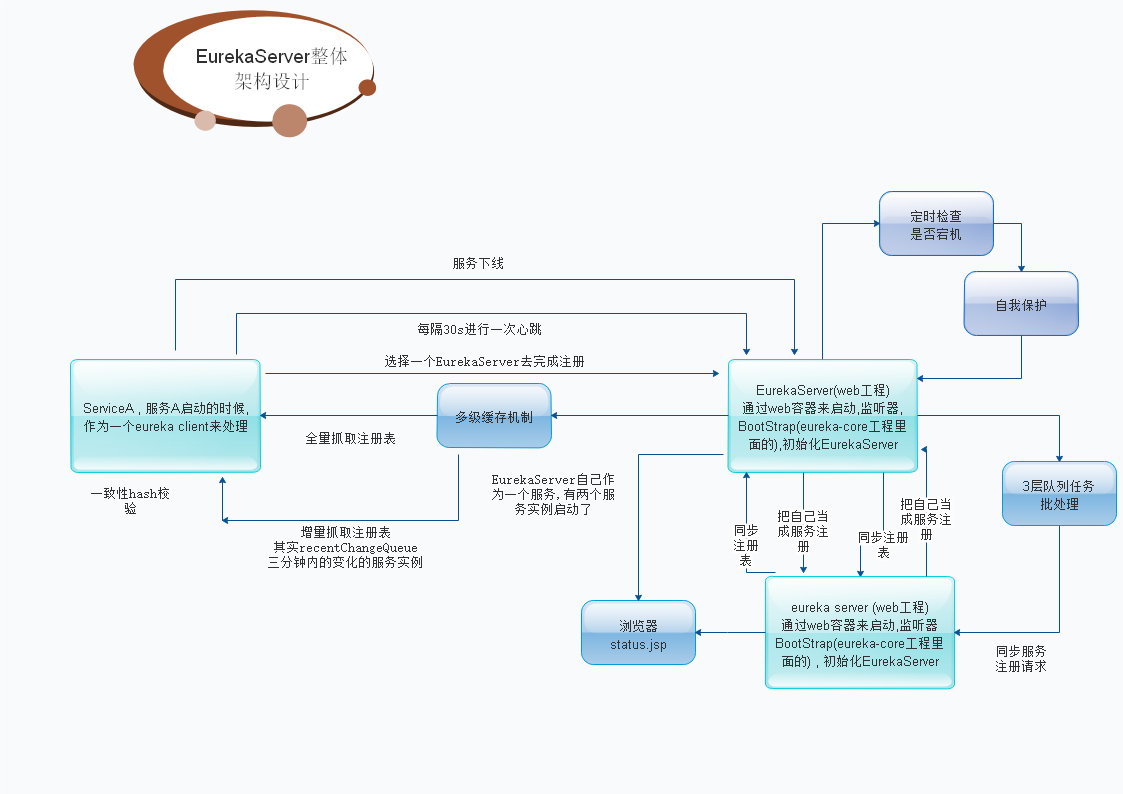 EurekaServer整体
架构设计
定时检查
是否宕机
自我保护
服务下线
每隔30s进行一次心跳
选择一个EurekaServer去完成注册
ServiceA , 服务A启动的时候,
作为一个eureka client来处理
多级缓存机制
全量抓取注册表
EurekaServer(web工程)
通过web容器来启动,监听器,
BootStrap(eureka-core工程里
面的),初始化EurekaServer
一致性hash校
验
增量抓取注册表
其实recentChangeQueue
三分钟内的变化的服务实例
EurekaServer自己作
为一个服务, 有两个服
务实例启动了
同步
注册
表
把自己当
成服务注
册
同步注册
表
把自己当
成服务注
册
3层队列任务
批处理
浏览器
status.jsp
eureka server (web工程)
通过web容器来启动,监听器
BootStrap(eureka-core工程里
面的) , 初始化EurekaServer
同步服务
注册请求